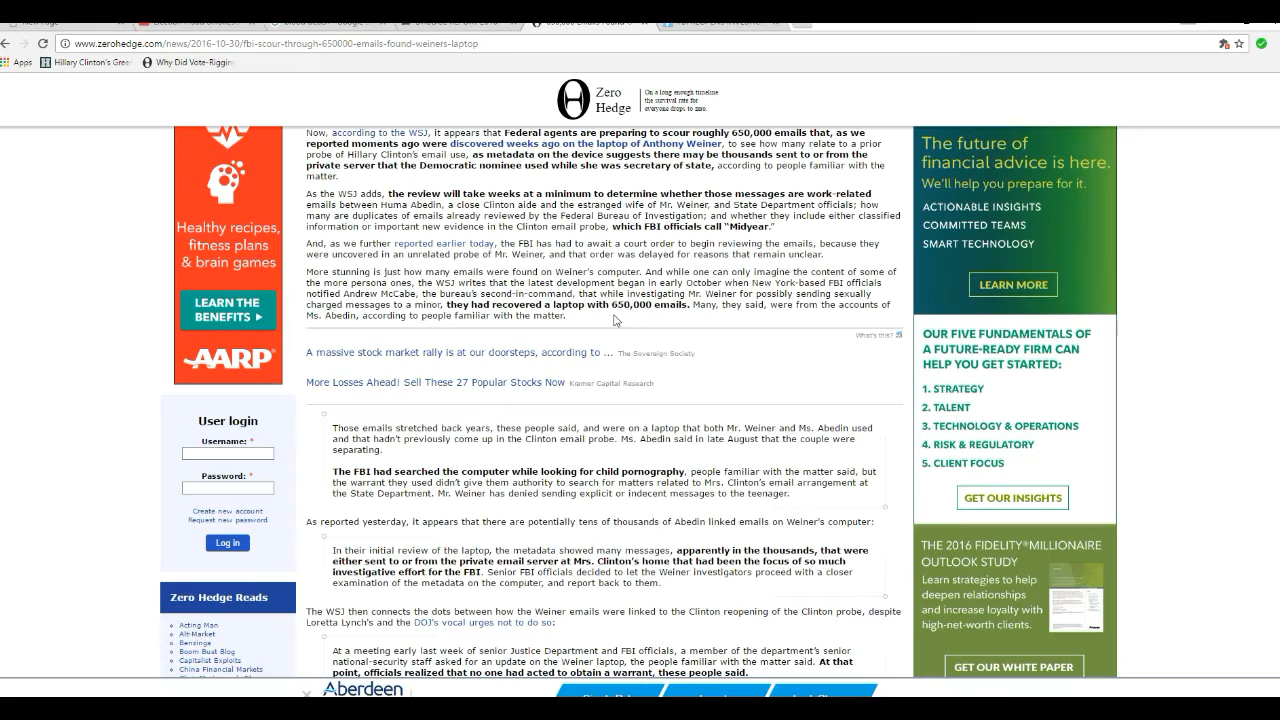 www.zerohedge.com/news/2016-10-30/fbi-scour-through-650000-emails-found-weiners-laptop
Apps
Hillary Clinton's Gree
Why Did Vote-Rigging
Zero
Hedge
On a long enough timeline
the survival rate for
everyone drops to zero.
Healthy recipes,
fitness plans
& brain games
LEARN THE
BENEFITS
AARP
User login
Username: *
Password: *
Create new account
Request new password
Log in
Zero Hedge Reads
Acting Man
Alt-Market
Benzinga
Boom Bust Blog
Capitalist Exploits
China Financial Markets
Now, according to the WSJ, it appears that Federal agents are preparing to scour roughly 650,000 emails that, as we
reported moments ago were discovered weeks ago on the laptop of Anthony Weiner, to see how many relate to a prior
probe of Hillary Clinton's email use, as metadata on the device suggests there may be thousands sent to or from the
private server that the Democratic nominee used while she was secretary of state, according to people familiar with the
matter.
As the WSJ adds, the review will take weeks at a minimum to determine whether those messages are work-related
emails between Huma Abedin, a close Clinton aide and the estranged wife of Mr. Weiner, and State Department officials; how
many are duplicates of emails already reviewed by the Federal Bureau of Investigation; and whether they include either classified
information or important new evidence in the Clinton email probe, which FBI officials call "Midyear."
And, as we further reported earlier today, the FBI has had to await a court order to begin reviewing the emails, because they
were uncovered in an unrelated probe of Mr. Weiner, and that order was delayed for reasons that remain unclear.
More stunning is just how many emails were found on Weiner's computer. And while one can only imagine the content of some of
the more persona ones, the WSJ writes that the latest development began in early October when New York-based FBI officials
notified Andrew McCabe, the bureau's second-in-command, that while investigating Mr. Weiner for possibly sending sexually
charged messages to a minor, they had recovered a laptop with 650,000 emails. Many, they said, were from the accounts of
Ms. Abedin, according to people familiar with the matter.
What's this?
A massive stock market rally is at our doorsteps, according to ... The Sovereign Society
More Losses Ahead! Sell These 27 Popular Stocks Now Kramer Capital Research
Those emails stretched back years, these people said, and were on a laptop that both Mr. Weiner and Ms. Abedin used
and that hadn't previously come up in the Clinton email probe. Ms. Abedin said in late August that the couple were
separating.
The FBI had searched the computer while looking for child pornography, people familiar with the matter said, but
the warrant they used didn't give them authority to search for matters related to Mrs. Clinton's email arrangement at
the State Department. Mr. Weiner has denied sending explicit or indecent messages to the teenager.
As reported yesterday, it appears that there are potentially tens of thousands of Abedin linked emails on Weiner's computer:
In their initial review of the laptop, the metadata showed many messages, apparently in the thousands, that were
either sent to or from the private email server at Mrs. Clinton's home that had been the focus of so much
investigative effort for the FBI. Senior FBI officials decided to let the Weiner investigators proceed with a closer
examination of the metadata on the computer, and report back to them.
The WSJ then connects the dots between how the Weiner emails were linked to the Clinton reopening of the Clinton probe, despite
Loretta Lynch's and the DOJ's vocal urges not to do so:
At a meeting early last week of senior Justice Department and FBI officials, a member of the department's senior
national-security staff asked for an update on the Weiner laptop, the people familiar with the matter said. At that
point, officials realized that no one had acted to obtain a warrant, these people said.
The future of
financial advice is here.
We'll help you prepare for it.
ACTIONABLE INSIGHTS
COMMITTED TEAMS
SMART TECHNOLOGY
LEARN MORE
OUR FIVE FUNDAMENTALS OF
A FUTURE-READY FIRM CAN
HELP YOU GET STARTED:
1. STRATEGY
2. TALENT
3. TECHNOLOGY & OPERATIONS
4. RISK & REGULATORY
5. CLIENT FOCUS
GET OUR INSIGHTS
THE 2016 FIDELITY® MILLIONAIRE
OUTLOOK STUDY
Learn strategies to help
deepen relationships
and increase loyalty with
high-net-worth clients.
GET OUR WHITE PAPER
Aberdeen